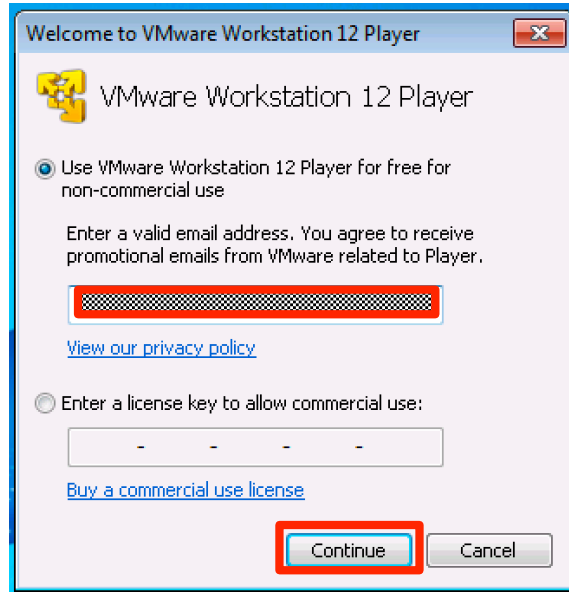 Welcome to VMware Workstation 12 Player
VMware Workstation 12 Player
Use VMware Workstation 12 Player for free for
non-commercial use
Enter a valid email address. You agree to receive
promotional emails from VMware related to Player.
View our privacy policy
Enter a license key to allow commercial use:
- - - -
Buy a commercial use license
Continue Cancel